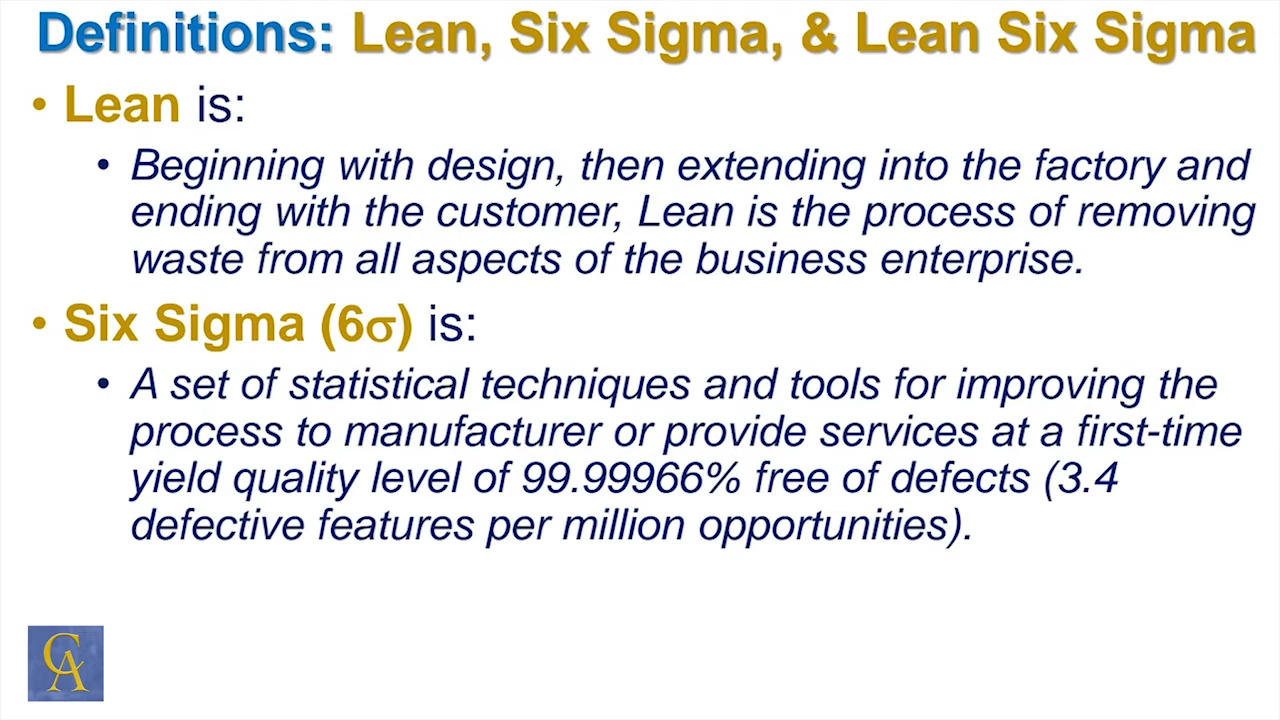 Definitions: Lean, Six Sigma, & Lean Six Sigma
• Lean is:
• Beginning with design, then extending into the factory and
ending with the customer, Lean is the process of removing
waste from all aspects of the business enterprise.
• Six Sigma (6σ) is:
• A set of statistical techniques and tools for improving the
process to manufacturer or provide services at a first-time
yield quality level of 99.99966% free of defects (3.4
defective features per million opportunities).
CA